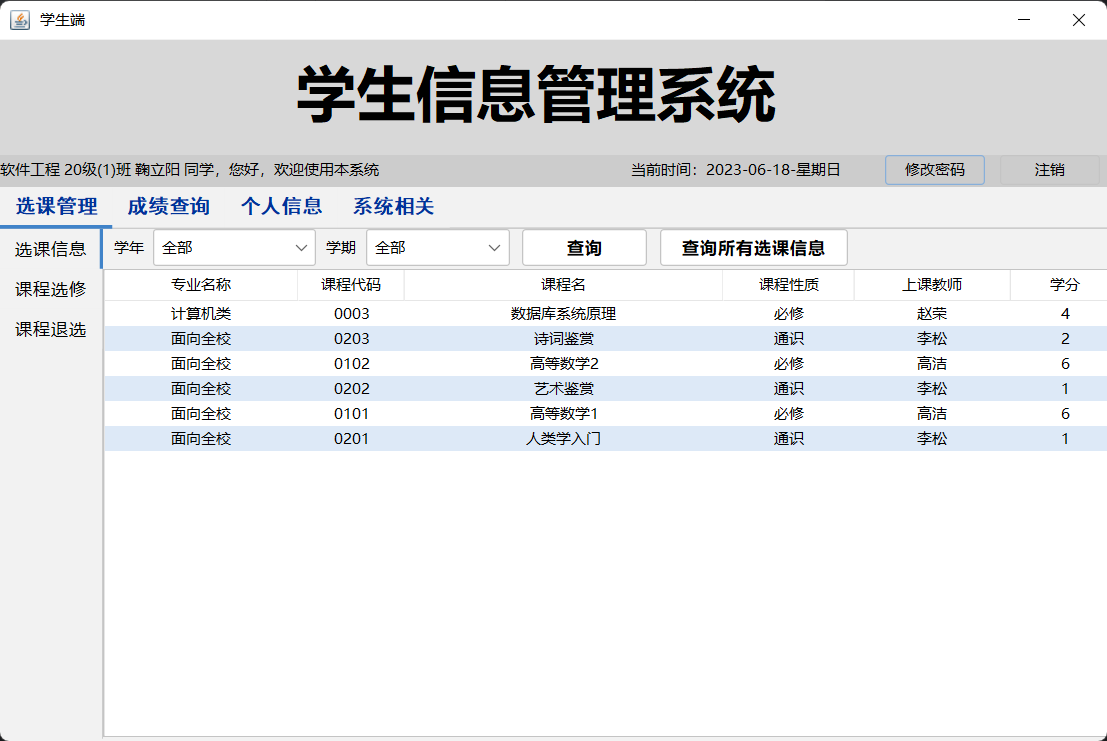 学生端
学生信息管理系统
软件工程 20级(1)班 鞠立阳 同学，您好，欢迎使用本系统 当前时间：2023-06-18-星期日 修改密码 注销
选课管理 成绩查询 个人信息 系统相关
选课信息 学年 全部 学期 全部 查询 查询所有选课信息
课程选修
课程退选
专业名称 课程代码 课程名 课程性质 上课教师 学分
计算机类 0003 数据库系统原理 必修 赵荣 4
面向全校 0203 诗词鉴赏 通识 李松 2
面向全校 0102 高等数学2 必修 高洁 6
面向全校 0202 艺术鉴赏 通识 李松 1
面向全校 0101 高等数学1 必修 高洁 6
面向全校 0201 人类学入门 通识 李松 1